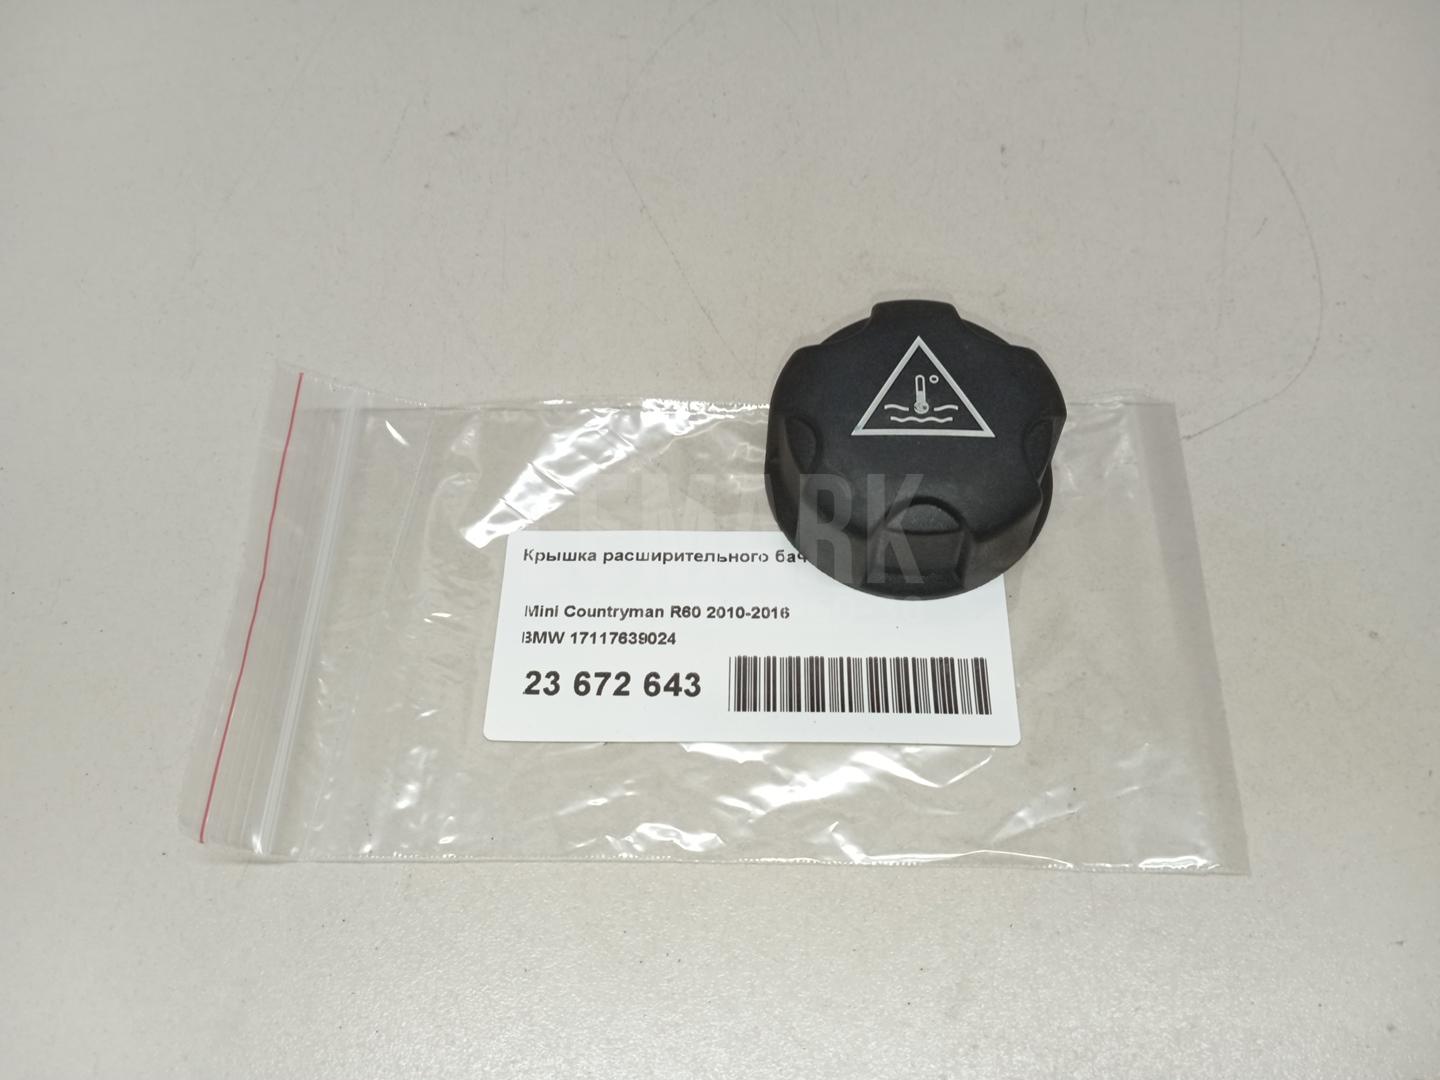 Крышка расширительного бач
Mini Countryman R60 2010-2016
BMW 17117639024
23 672 643